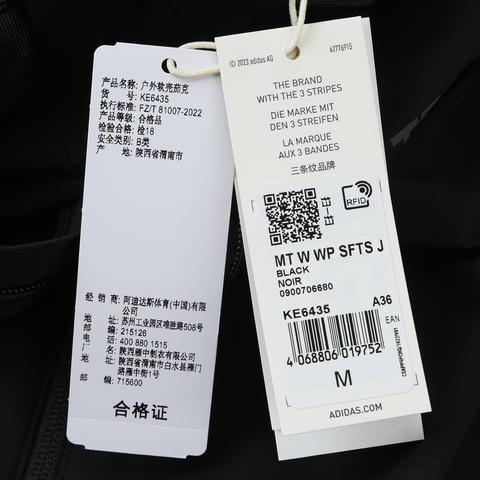 产品名称: 户外软壳茄克
货 号: KE6435
执行标准: FZ/T 81007-2022
产品等级: 合格品
检验合格: 检18
安全类别: B类
产 地: 陕西省渭南市
经 销 商: 阿迪达斯体育(中国)有限
公司
地 址: 苏州工业园区唯验路508号
邮 编: 215126
电 话: 400 880 1515
厂 名: 陕西雁中制衣有限公司
地 址: 陕西省渭南市白水县雁门
路雁中街1号
邮 编: 715600
合格证
© 2023 adidas AG
62776915
THE BRAND
WITH THE 3 STRIPES
DIE MARKE MIT
DEN 3 STREIFEN
LA MARQUE
AUX 3 BANDES
三条纹品牌
RFID
MT W WP SFTS J
BLACK
NOIR
0900706680
KE6435 A36
EAN
4 068806 019752
M
ADIDAS.COM